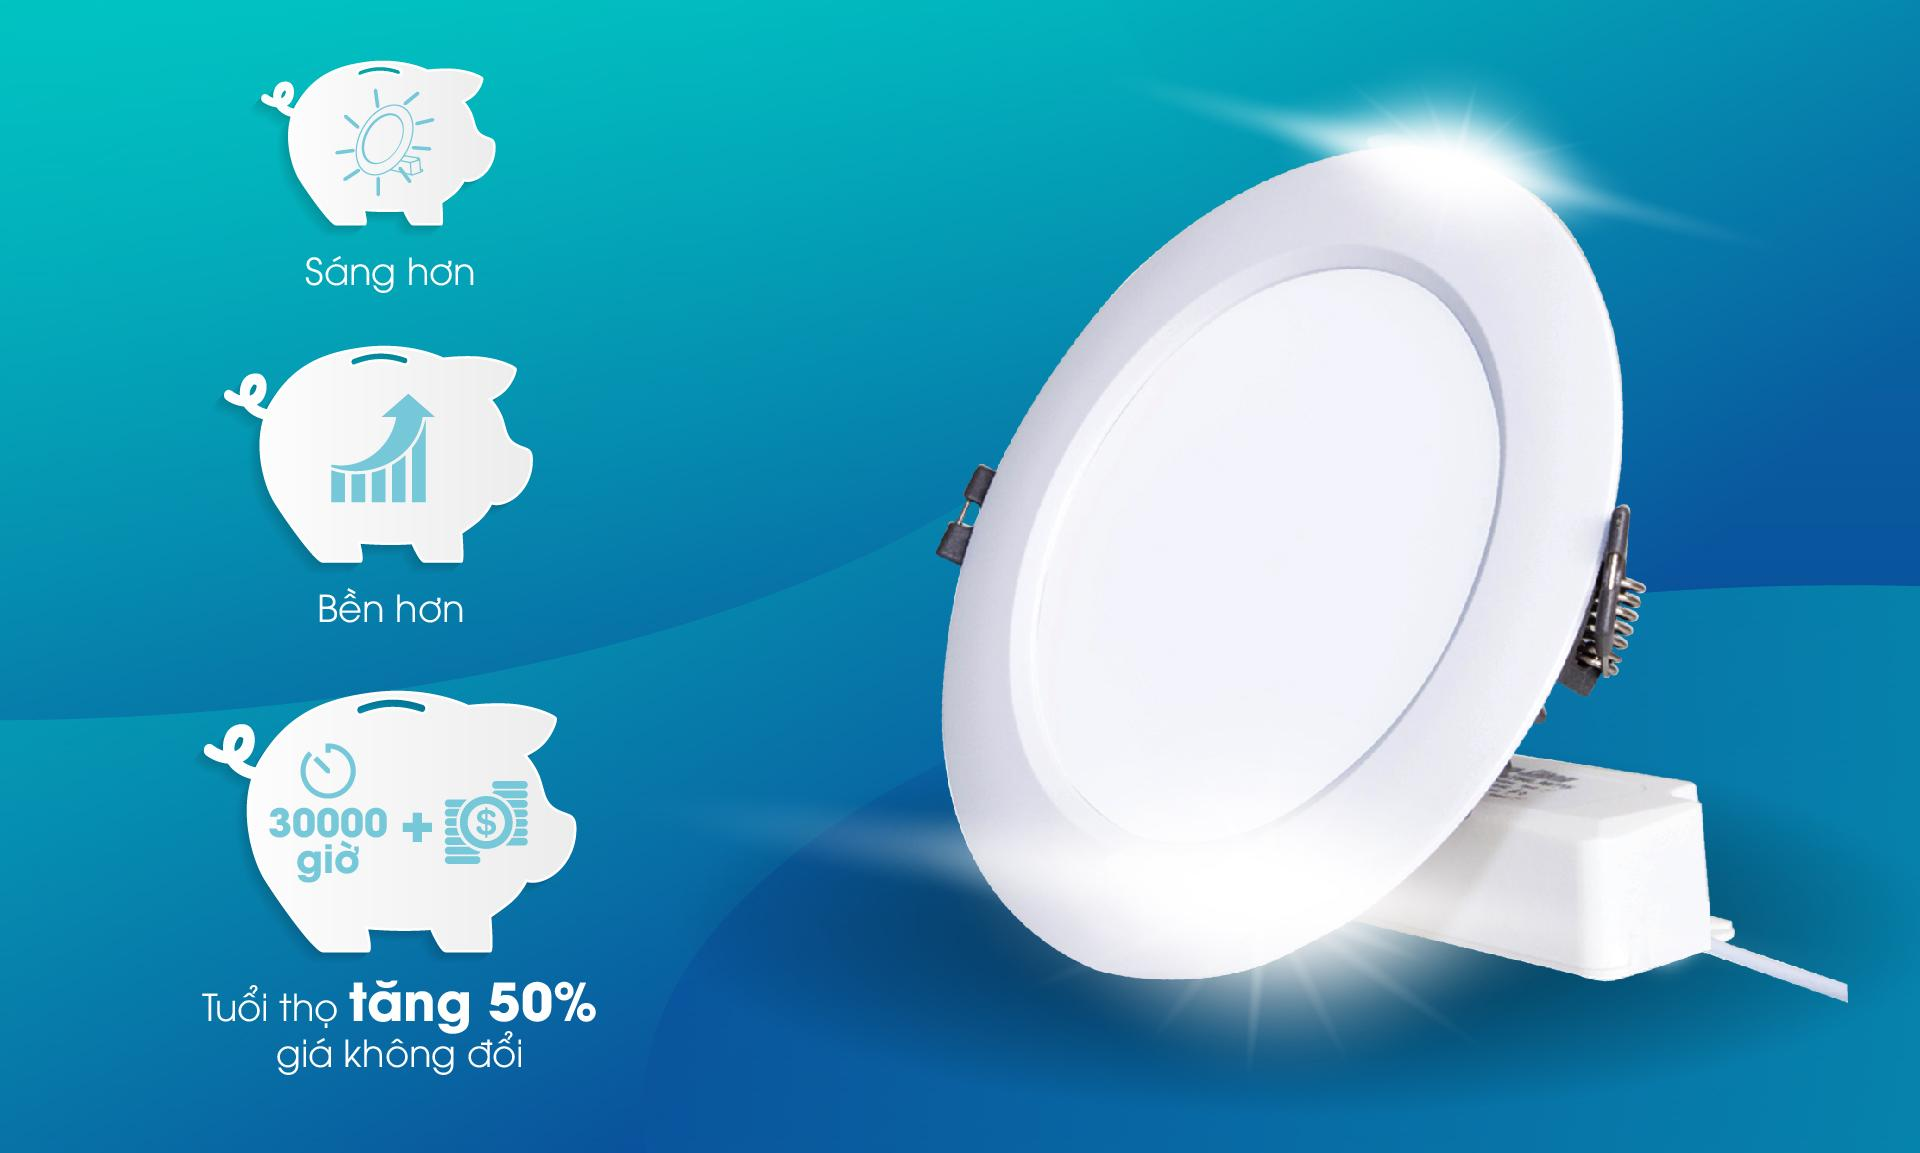 Sáng hơn
Bền hơn
30000
giờ
+
$
Tuổi thọ tăng 50%
giá không đổi